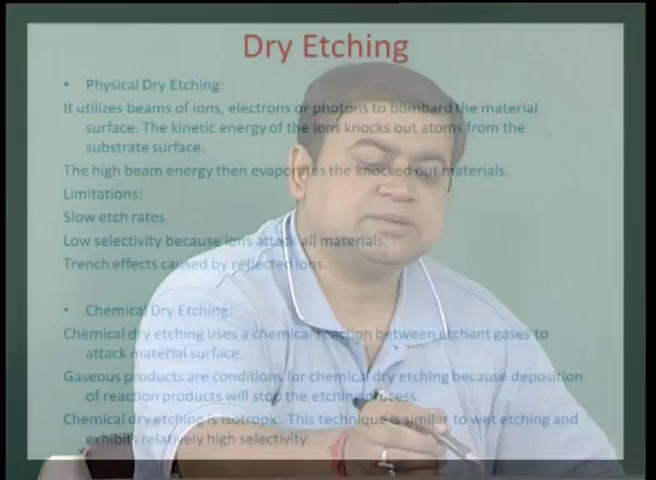 Dry Etching
• Physical Dry Etching:
It utilizes beams of ions, electrons or photons to bombard the material
surface. The kinetic energy of the ions knocks out atoms from the
substrate surface.
The high beam energy then evaporates the knocked out materials.
Limitations:
Slow etch rates
Low selectivity because ions attack all materials.
Trench effects caused by reflected ions.
• Chemical Dry Etching:
Chemical dry etching uses a chemical reaction between etchant gases to
attack material surface.
Gaseous products are conditions for chemical dry etching because deposition
of reaction products will stop the etching process.
Chemical dry etching is isotropic. This technique is similar to wet etching and
exhibits relatively high selectivity.